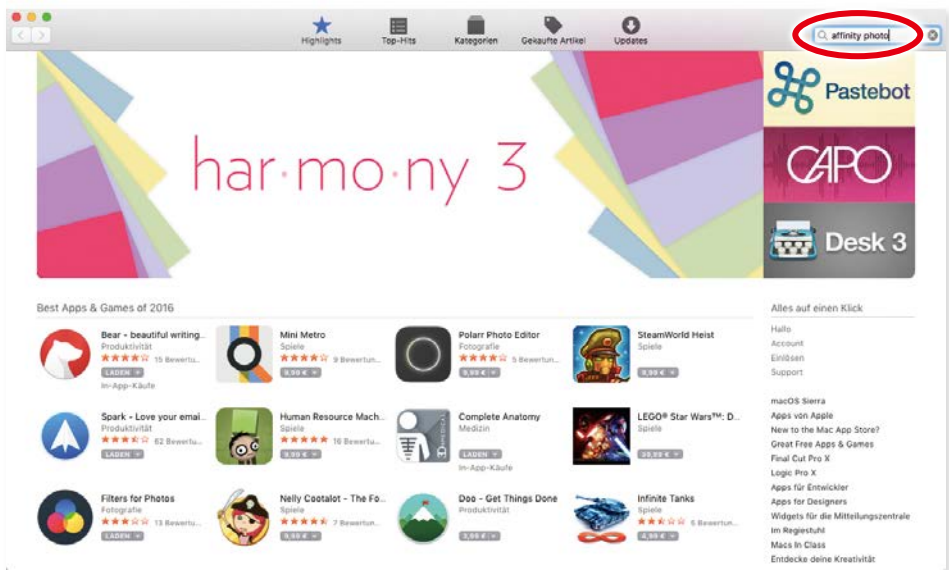 Highlights
Top-Hits
Kategorien
Gekaufte Artikel
Updates
affinity photo
har·mo·ny 3
Pastebot
CAPO
Desk 3
Best Apps & Games of 2016
Bear - beautiful writing...
Produktivität
15 Bewertu...
LADEN
In-App-Käufe
Mini Metro
Spiele
9 Bewertun...
9,99 €
Polarr Photo Editor
Fotografie
5 Bewertun...
9,99 €
SteamWorld Heist
Spiele
9,99 €
Spark - Love your emai...
Produktivität
62 Bewertu...
LADEN
Human Resource Mach...
Spiele
16 Bewertun...
9,99 €
Complete Anatomy
Medizin
LADEN
In-App-Käufe
LEGO® Star Wars™: D...
Spiele
Filters for Photos
Fotografie
13 Bewertu...
LADEN
Nelly Cootalot - The Fo...
Spiele
7 Bewertun...
9,99 €
Doo - Get Things Done
Produktivität
3,99 €
Infinite Tanks
Spiele
6 Bewertun...
4,99 €
Alles auf einen Klick
Hallo
Account
Einlösen
Support
macOS Sierra
Apps von Apple
New to the Mac App Store?
Great Free Apps & Games
Final Cut Pro X
Logic Pro X
Apps für Entwickler
Apps for Designers
Widgets für die Mitteilungszentrale
Im Regiestuhl
Macs In Class
Entdecke deine Kreativität